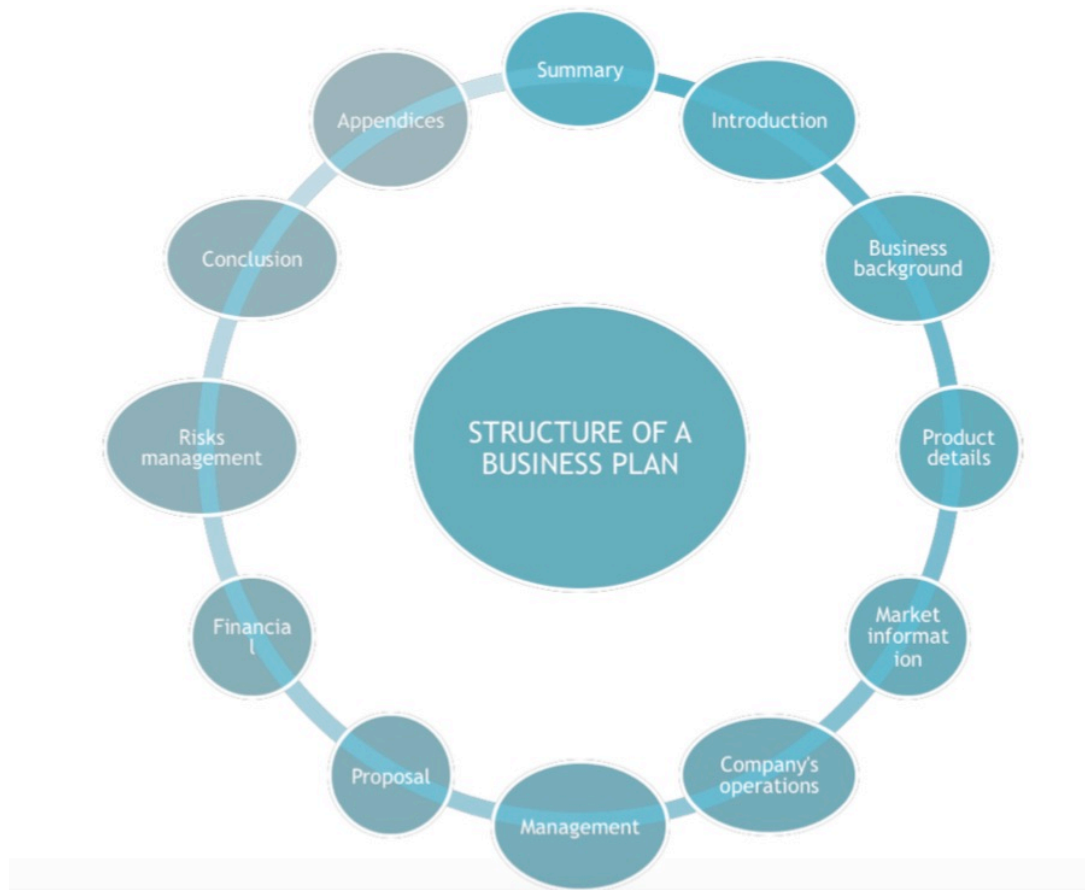 Summary
Introduction
Business
background
Product
details
Market
informat
ion
Company's
operations
Management
Proposal
Financia
l
Risks
management
Conclusion
Appendices
STRUCTURE OF A
BUSINESS PLAN